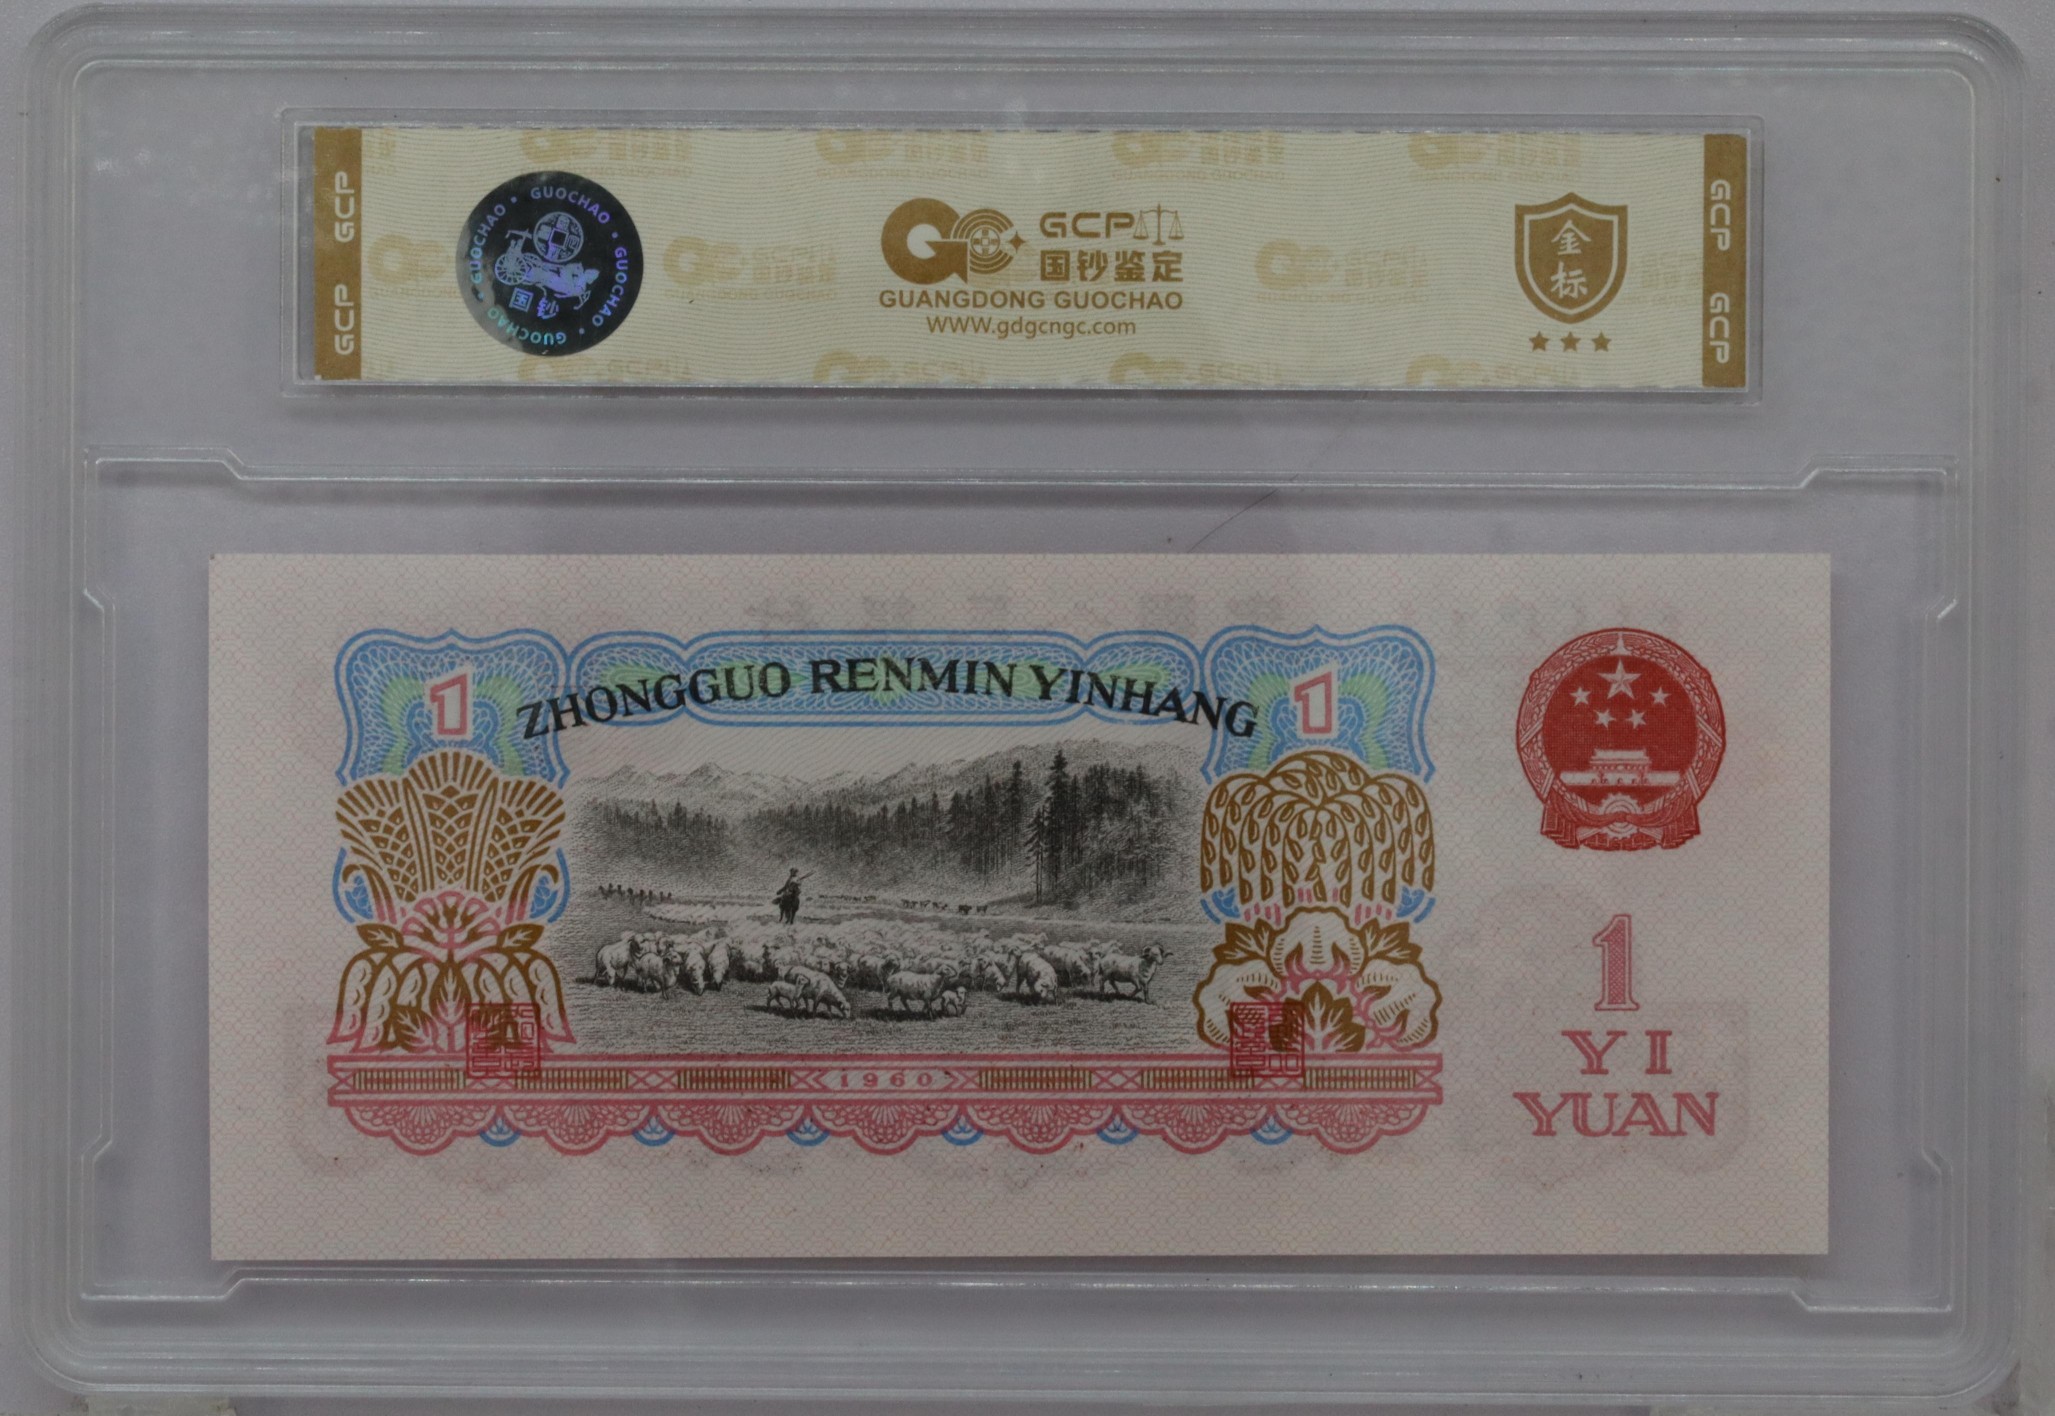 GCP
GCP
GUOCHAO • GUOCHAO • GUOCHAO • GUOCHAO
国钞
GCP
国钞鉴定
GUANGDONG GUOCHAO
WWW.gdgcngc.com
金
标
GCP
GCP
1
ZHONGGUO RENMIN YINHANG
1
1960
1
YI
YUAN